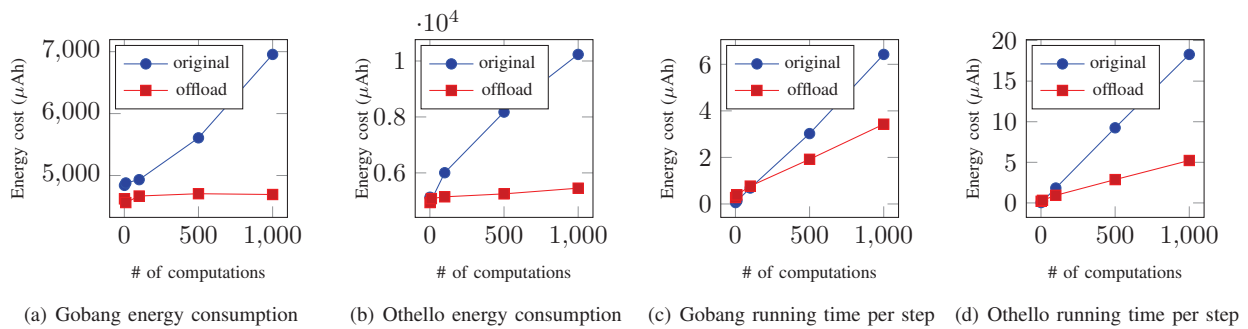 Energy cost (μAh)
7,000
6,000
5,000
original
offload
0
500
1,000
# of computations
(a) Gobang energy consumption
·10⁴
Energy cost (μAh)
1
0.8
0.6
original
offload
0
500
1,000
# of computations
(b) Othello energy consumption
Energy cost (μAh)
6
4
2
0
original
offload
0
500
1,000
# of computations
(c) Gobang running time per step
Energy cost (μAh)
20
15
10
5
0
original
offload
0
500
1,000
# of computations
(d) Othello running time per step